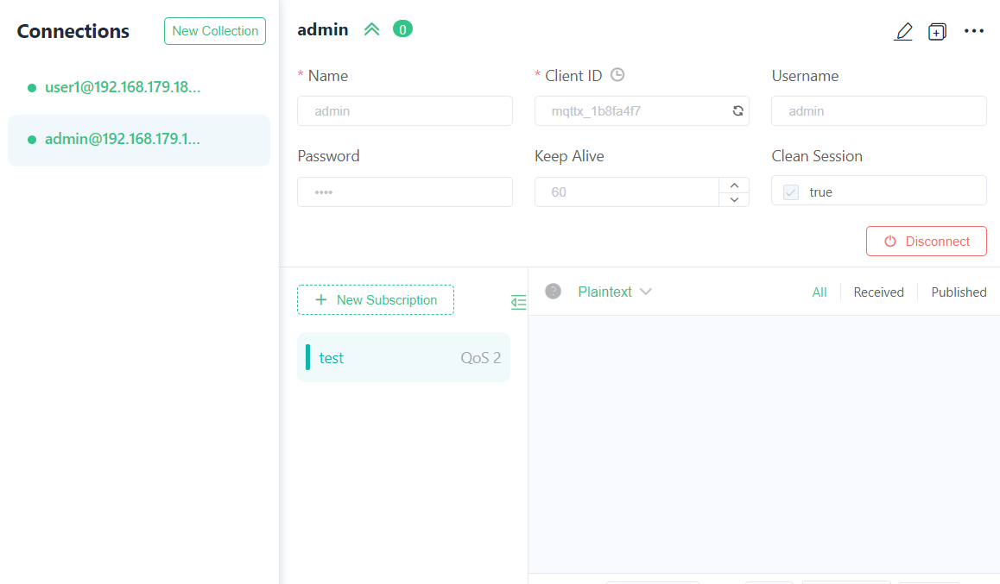 Connections
New Collection
user1@192.168.179.18...
admin@192.168.179.1...
admin 0
* Name
* Client ID
Username
admin
mqttx_1b8fa4f7
admin
Password
Keep Alive
Clean Session
••••
60
true
Disconnect
+ New Subscription
test QoS 2
? Plaintext
All
Received
Published